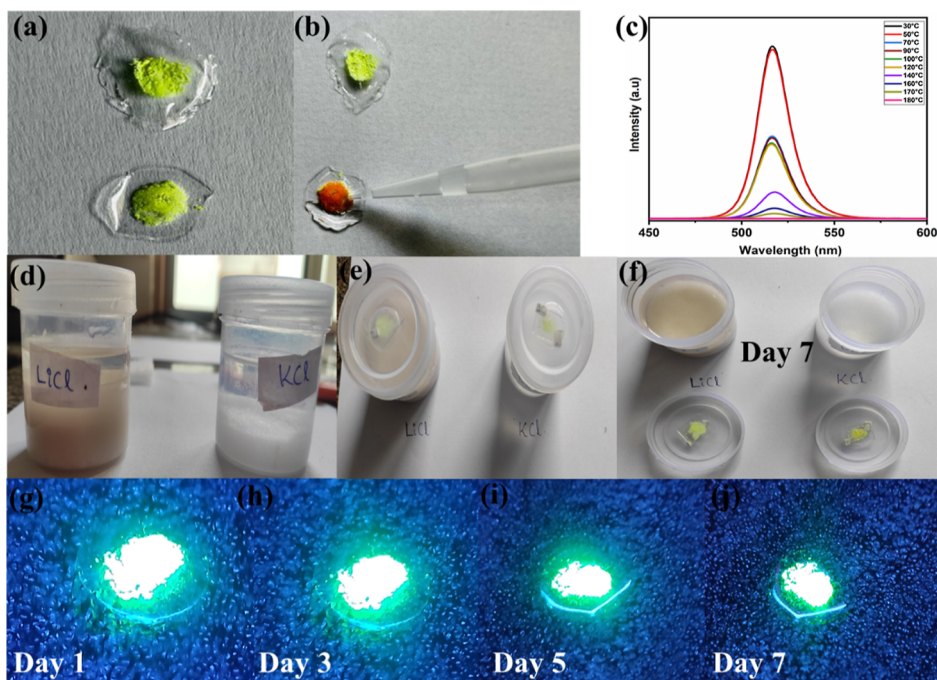 (a)
(b)
(c)
Intensity (a.u)
30°C
50°C
70°C
90°C
100°C
120°C
140°C
160°C
170°C
180°C
450
500
550
600
Wavelength (nm)
(d)
LiCl.
KCl
(e)
LiCl
KCl
(f)
Day 7
LiCl
KCl
(g)
Day 1
(h)
Day 3
(i)
Day 5
(j)
Day 7